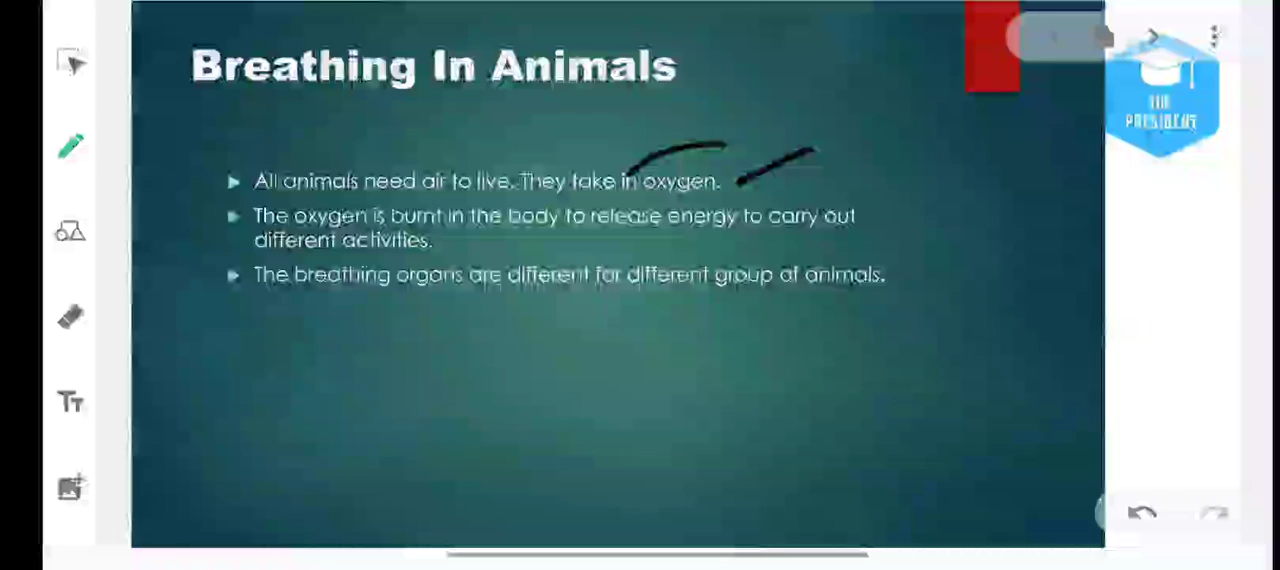 Breathing In Animals
THE
PRESIDENT
All animals need air to live. They take in oxygen.
The oxygen is burnt in the body to release energy to carry out
different activities.
The breathing organs are different for different group of animals.
Tт